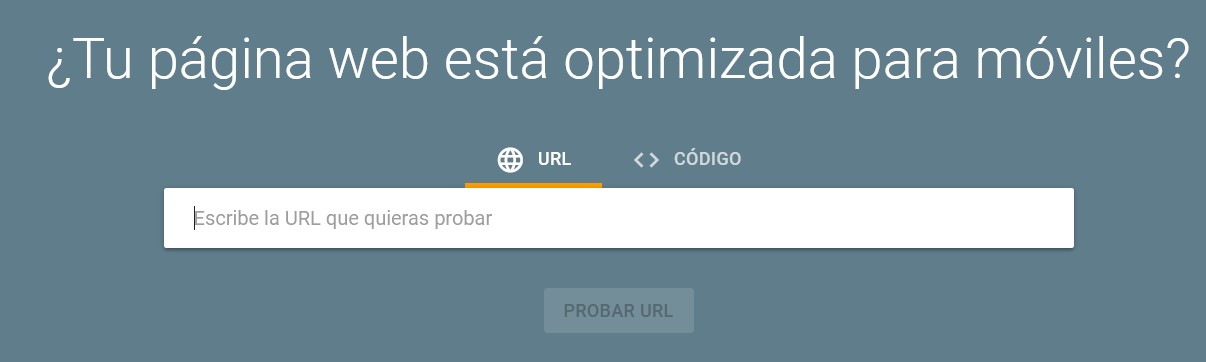 ¿Tu página web está optimizada para móviles?
URL
CÓDIGO
Escribe la URL que quieras probar
PROBAR URL